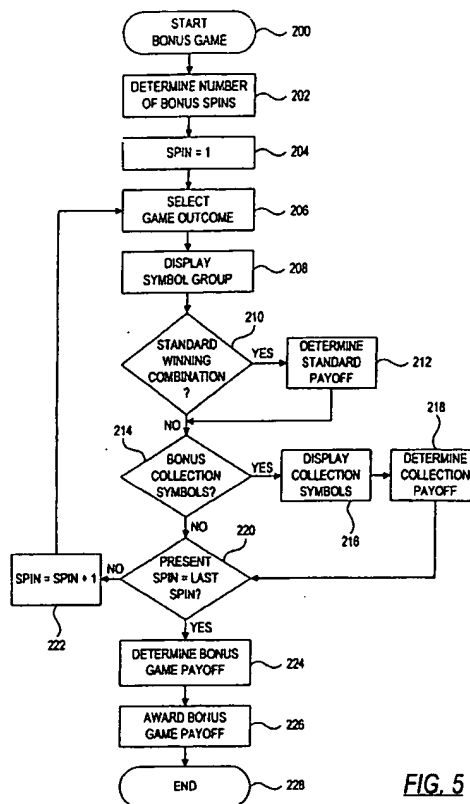 START
BONUS GAME
200
DETERMINE NUMBER
OF BONUS SPINS
202
SPIN = 1
204
SELECT
GAME OUTCOME
206
DISPLAY
SYMBOL GROUP
208
210
STANDARD
WINNING
COMBINATION
?
YES
DETERMINE
STANDARD
PAYOFF
212
NO
214
BONUS
COLLECTION
SYMBOLS?
YES
DISPLAY
COLLECTION
SYMBOLS
216
218
DETERMINE
COLLECTION
PAYOFF
NO
220
PRESENT
SPIN = LAST
SPIN?
NO
SPIN = SPIN + 1
222
YES
DETERMINE BONUS
GAME PAYOFF
224
AWARD BONUS
GAME PAYOFF
226
END
228
FIG. 5